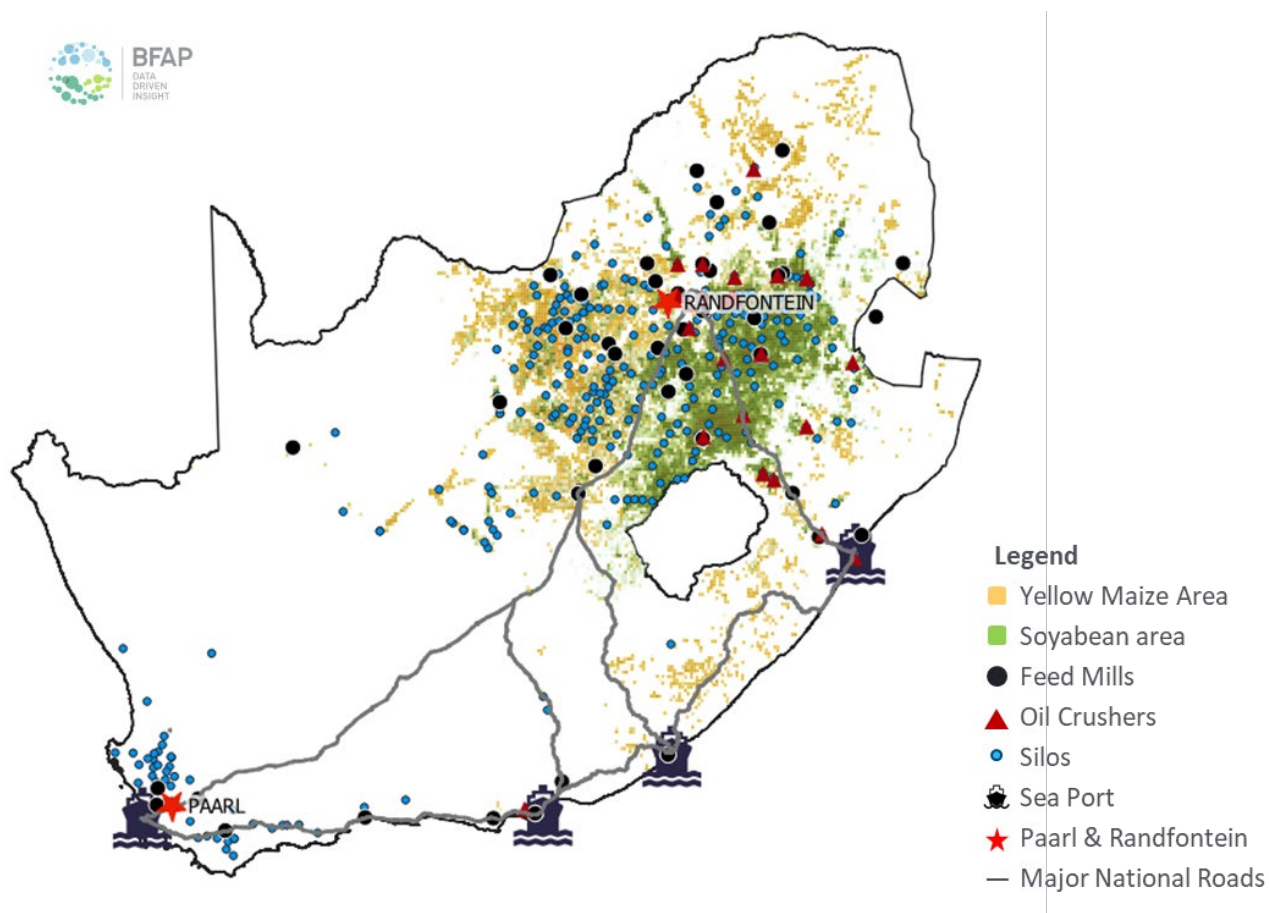 BFAP
DATA
DRIVEN
INSIGHT
RANDFONTEIN
PAARL
Legend
Yellow Maize Area
Soyabean area
Feed Mills
Oil Crushers
Silos
Sea Port
Paarl & Randfontein
Major National Roads